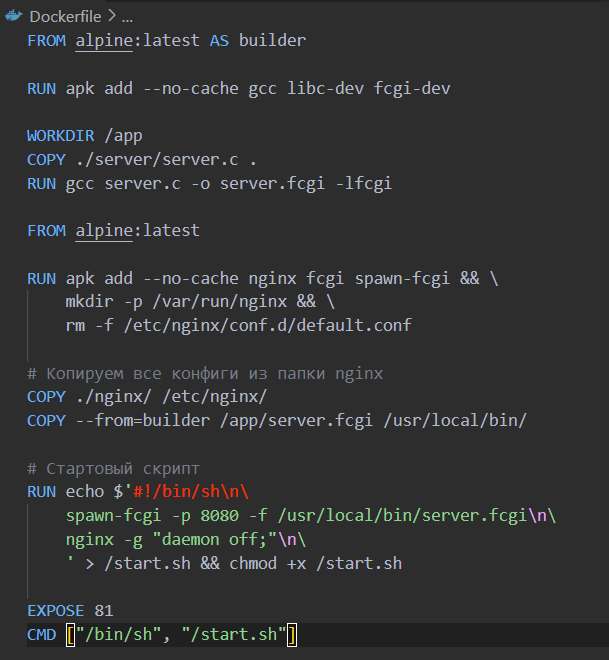 Dockerfile > ...
FROM alpine:latest AS builder
RUN apk add --no-cache gcc libc-dev fcgi-dev
WORKDIR /app
COPY ./server/server.c .
RUN gcc server.c -o server.fcgi -lfcgi
FROM alpine:latest
RUN apk add --no-cache nginx fcgi spawn-fcgi && \
mkdir -p /var/run/nginx && \
rm -f /etc/nginx/conf.d/default.conf
# Копируем все конфиги из папки nginx
COPY ./nginx/ /etc/nginx/
COPY --from=builder /app/server.fcgi /usr/local/bin/
# Стартовый скрипт
RUN echo $'#!/bin/sh\n\
spawn-fcgi -p 8080 -f /usr/local/bin/server.fcgi\n\
nginx -g "daemon off;"\n\
' > /start.sh && chmod +x /start.sh
EXPOSE 81
CMD ["/bin/sh", "/start.sh"]